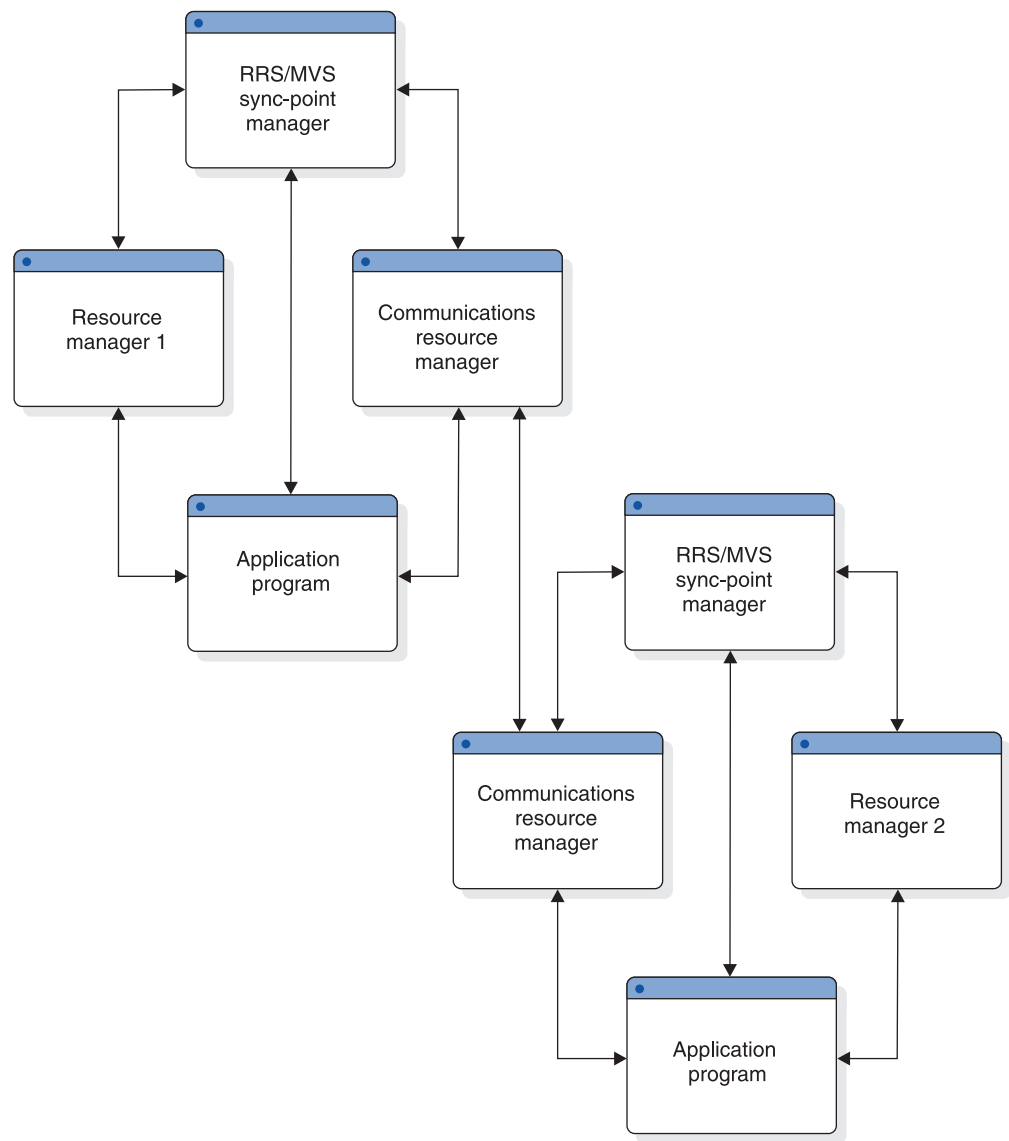 RRS/MVS
sync-point
manager
Resource
manager 1
Communications
resource
manager
Application
program
RRS/MVS
sync-point
manager
Communications
resource
manager
Resource
manager 2
Application
program